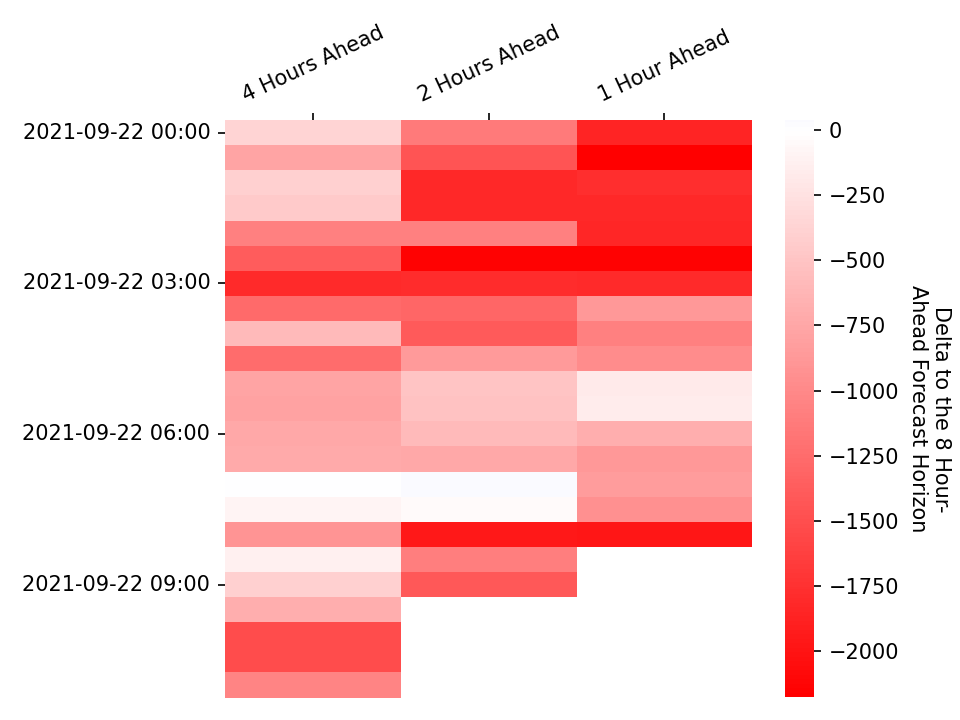 4 Hours Ahead
2 Hours Ahead
1 Hour Ahead
2021-09-22 00:00
2021-09-22 03:00
2021-09-22 06:00
2021-09-22 09:00
0
−250
−500
−750
−1000
−1250
−1500
−1750
−2000
Delta to the 8 Hour-
Ahead Forecast Horizon